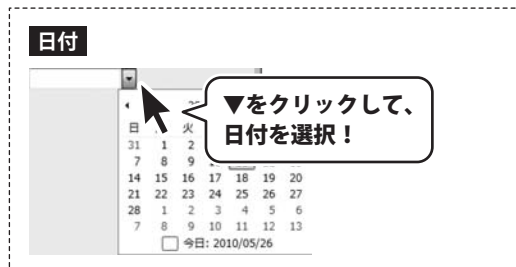 日付
▼をクリックして、
日付を選択！
日 火
31 1 2
7 8 9
14 15 16 17 18 19 20
21 22 23 24 25 26 27
28 1 2 3 4 5 6
7 8 9 10 11 12 13
今日: 2010/05/26